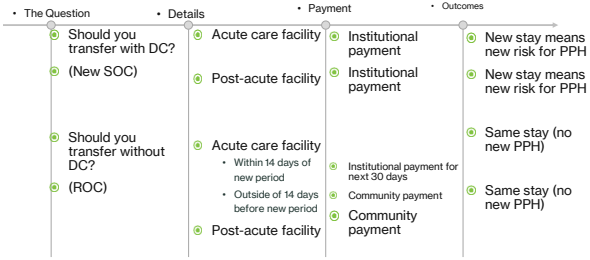 The Question
Details
Payment
Outcomes
Should you
transfer with DC?
(New SOC)
Should you
transfer without
DC?
(ROC)
Acute care facility
Post-acute facility
Acute care facility
Within 14 days of
new period
Outside of 14 days
before new period
Post-acute facility
Institutional
payment
Institutional
payment
Institutional payment for
next 30 days
Community payment
Community
payment
New stay means
new risk for PPH
New stay means
new risk for PPH
Same stay (no
new PPH)
Same stay (no
new PPH)